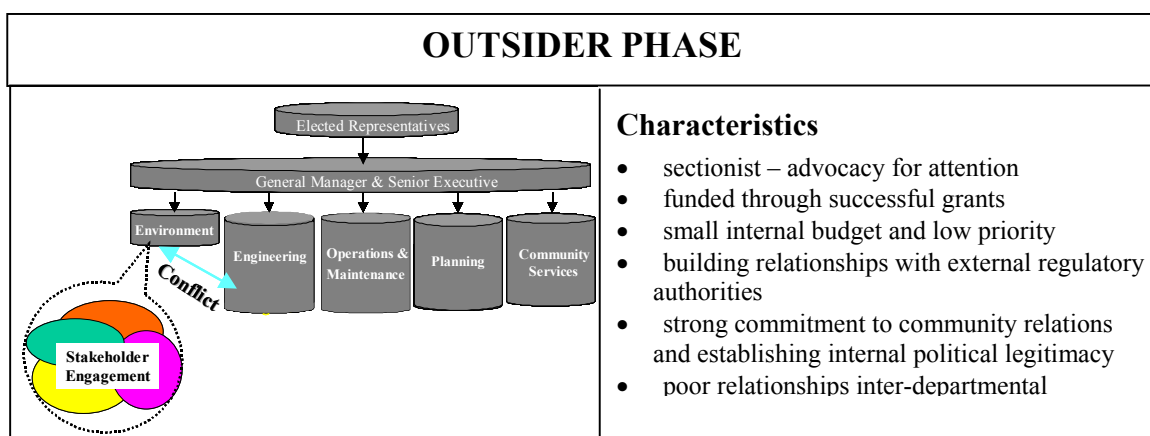 OUTSIDER PHASE
Elected Representatives
General Manager & Senior Executive
Environment
Engineering
Operations &
Maintenance
Planning
Community
Services
Conflict
Stakeholder
Engagement
Characteristics
• sectionist – advocacy for attention
• funded through successful grants
• small internal budget and low priority
• building relationships with external regulatory
authorities
• strong commitment to community relations
and establishing internal political legitimacy
• poor relationships inter-departmental